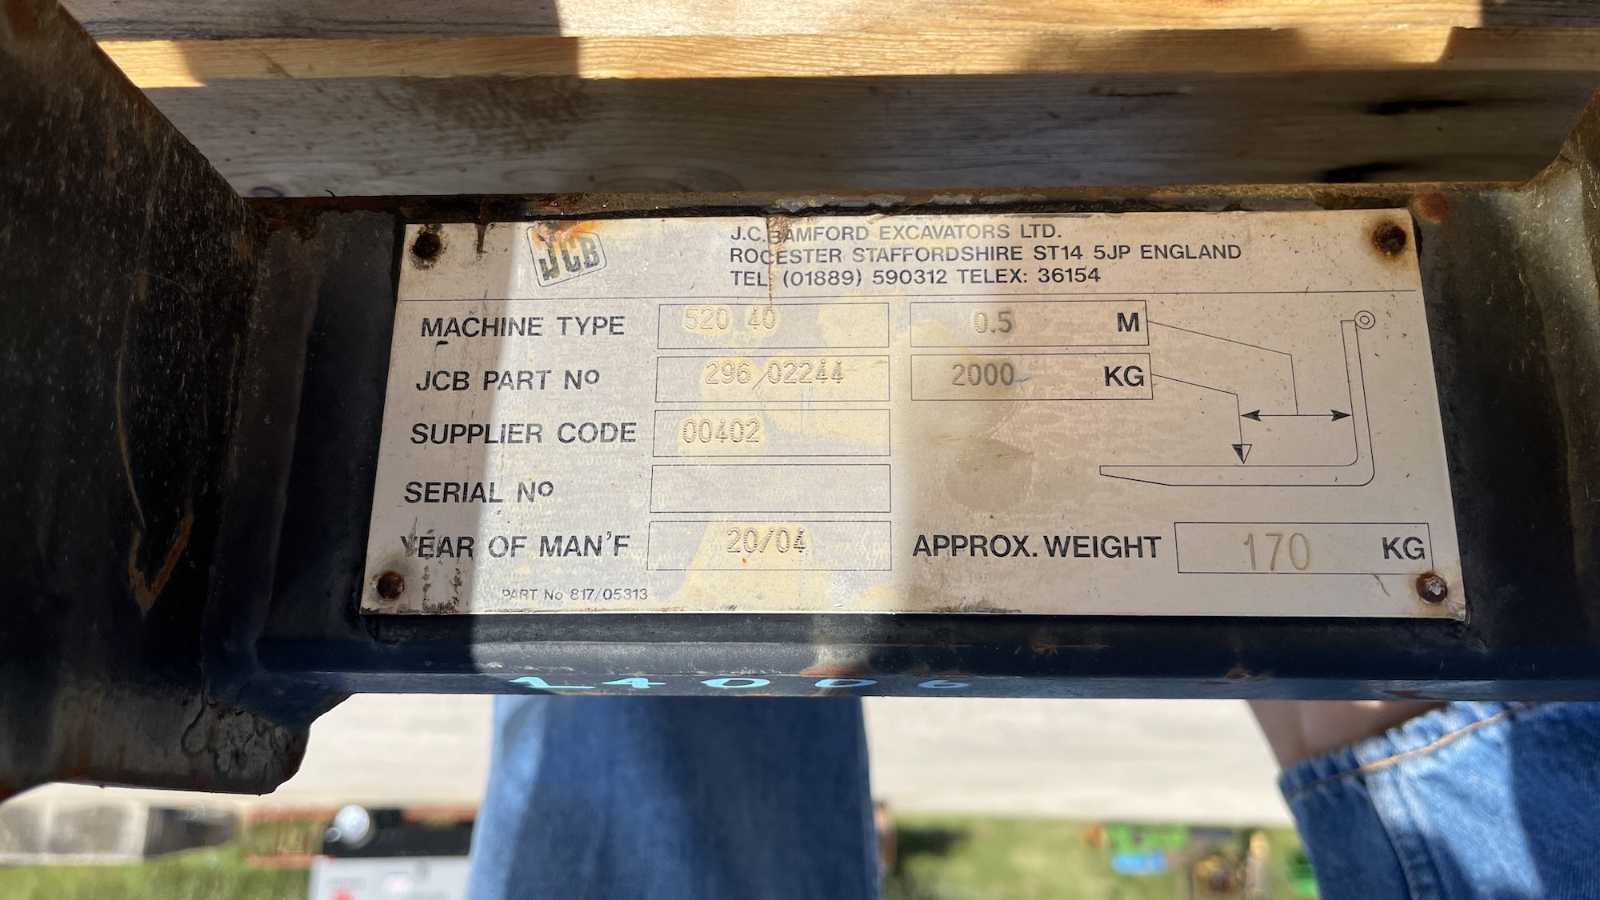 JCB
J.C.BAMFORD EXCAVATORS LTD.
ROCESTER STAFFORDSHIRE ST14 5JP ENGLAND
TEL (01889) 590312 TELEX: 36154
MACHINE TYPE 520 40 0.5 M
JCB PART Nº 296/02244 2000 KG
SUPPLIER CODE 00402
SERIAL Nº
YEAR OF MAN'F 20/04 APPROX.WEIGHT 170 KG
PART No 817/05313